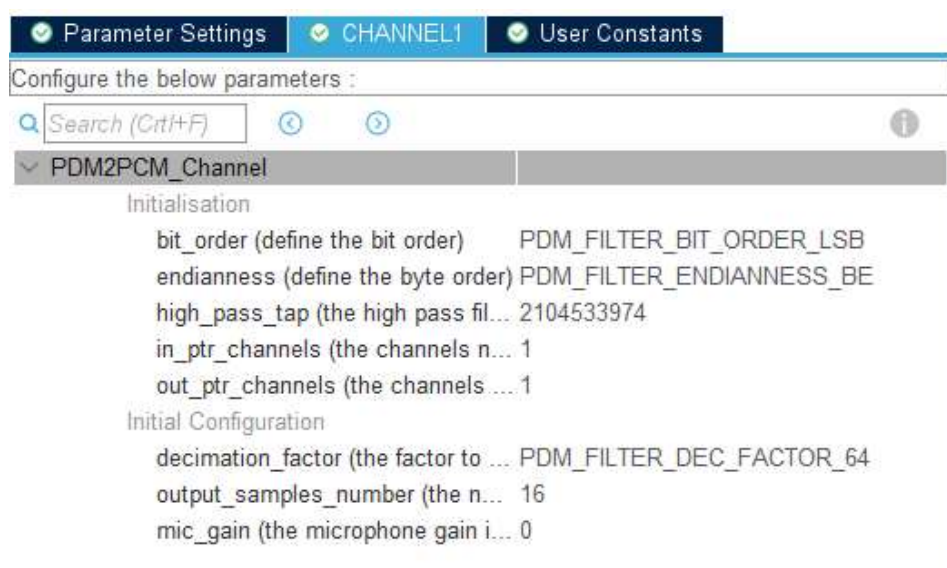 Parameter Settings CHANNEL1 User Constants
Configure the below parameters :
Search (Crtl+F)
PDM2PCM_Channel
Initialisation
bit_order (define the bit order) PDM_FILTER_BIT_ORDER_LSB
endianness (define the byte order) PDM_FILTER_ENDIANNESS_BE
high_pass_tap (the high pass fil... 2104533974
in_ptr_channels (the channels n... 1
out_ptr_channels (the channels ... 1
Initial Configuration
decimation_factor (the factor to ... PDM_FILTER_DEC_FACTOR_64
output_samples_number (the n... 16
mic_gain (the microphone gain i... 0